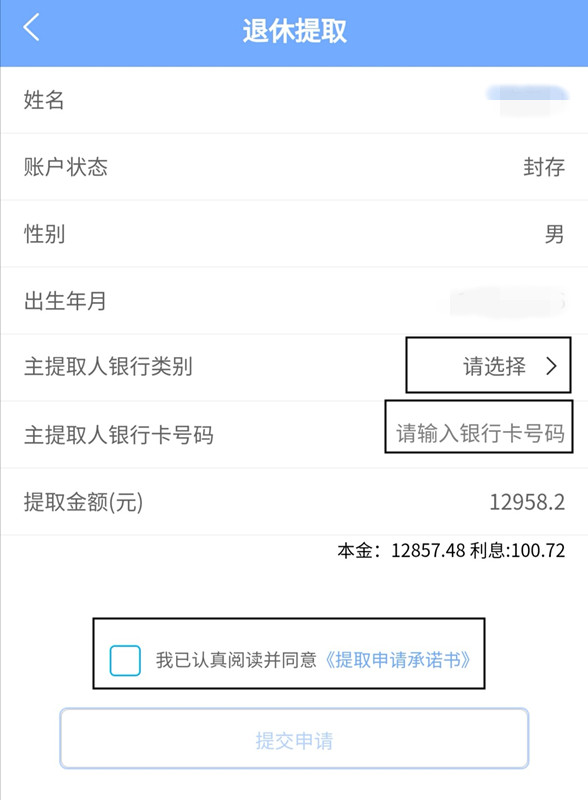 退休提取
姓名
账户状态 封存
性别 男
出生年月
主提取人银行类别 请选择
主提取人银行卡号码 请输入银行卡号码
提取金额(元) 12958.2
本金：12857.48 利息:100.72
我已认真阅读并同意《提取申请承诺书》
提交申请